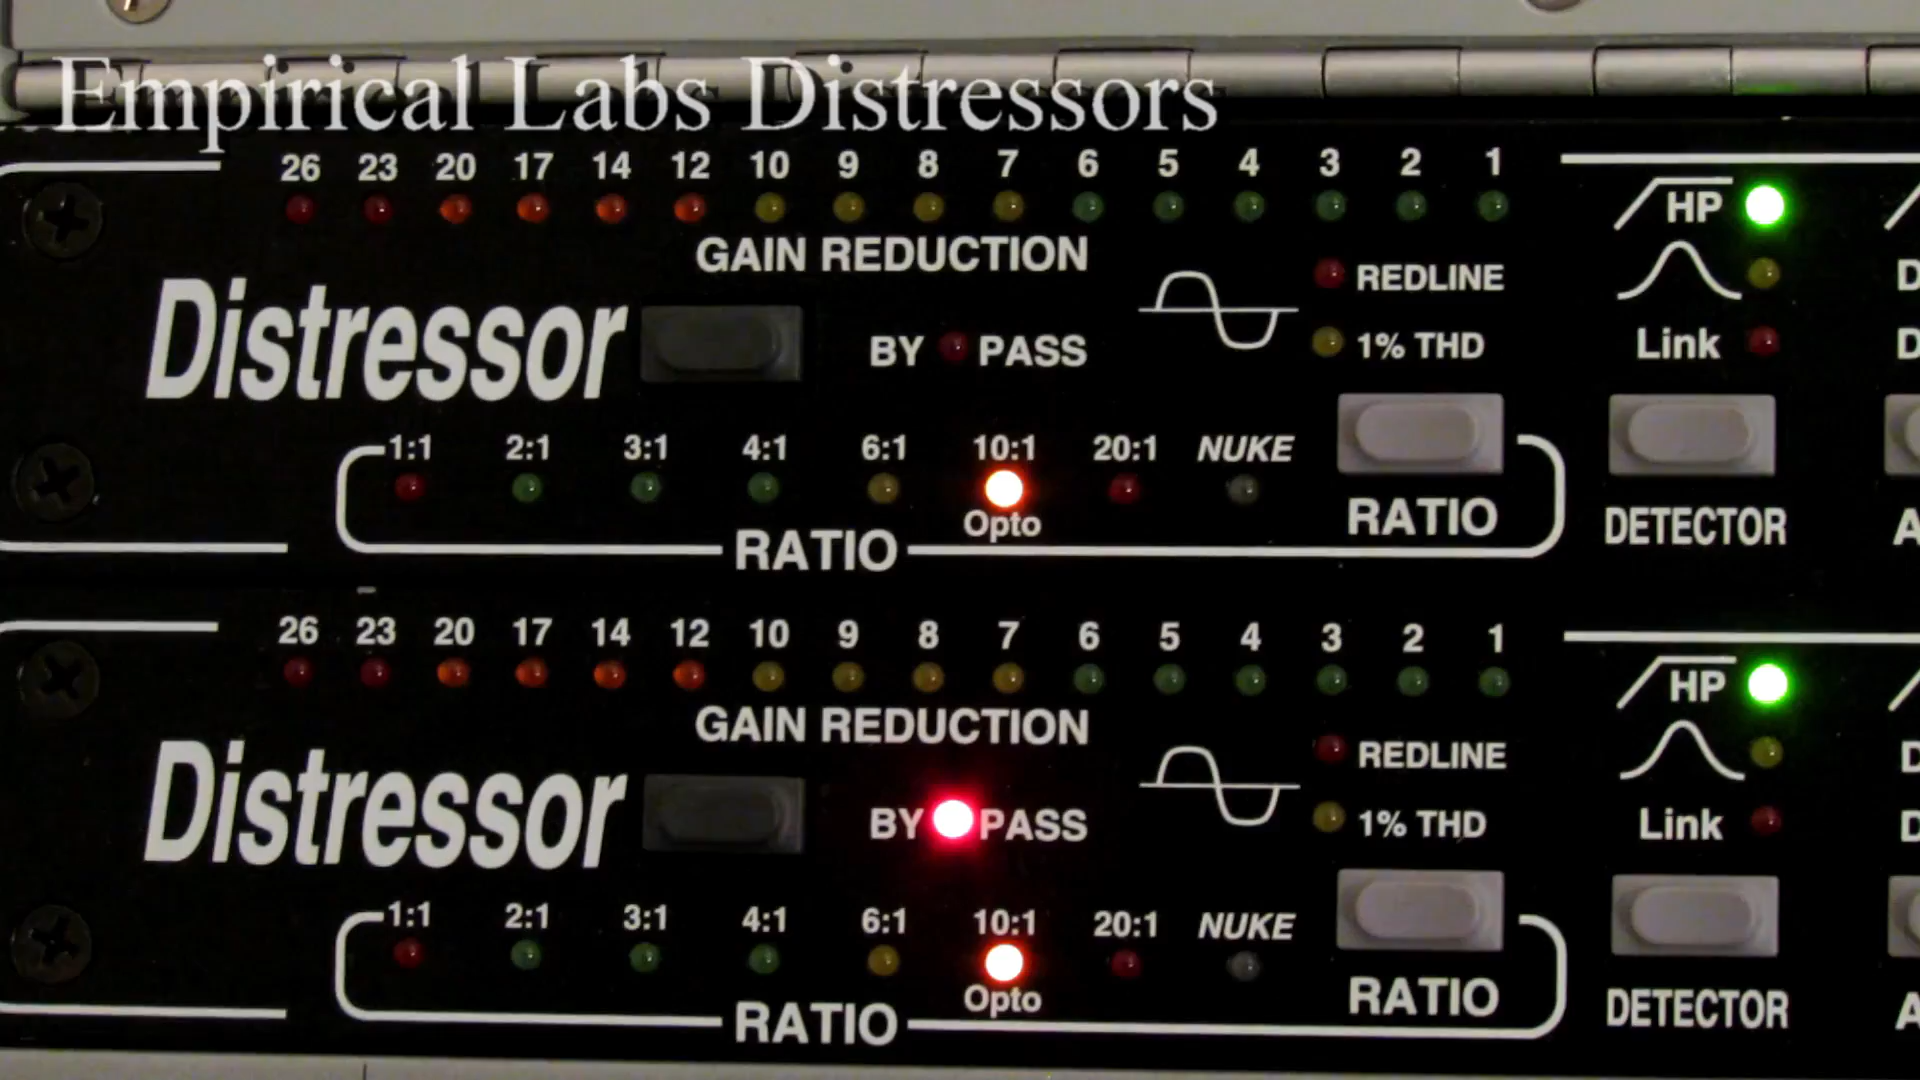 Empirical Labs Distressors
26 23 20 17 14 12 10 9 8 7 6 5 4 3 2 1
HP
GAIN REDUCTION
REDLINE
D
Distressor
BY PASS
1% THD
Link
D
1:1 2:1 3:1 4:1 6:1 10:1 20:1 NUKE
Opto
RATIO
RATIO
DETECTOR
A
26 23 20 17 14 12 10 9 8 7 6 5 4 3 2 1
HP
GAIN REDUCTION
REDLINE
D
Distressor
BY PASS
1% THD
Link
D
1:1 2:1 3:1 4:1 6:1 10:1 20:1 NUKE
Opto
RATIO
RATIO
DETECTOR
A